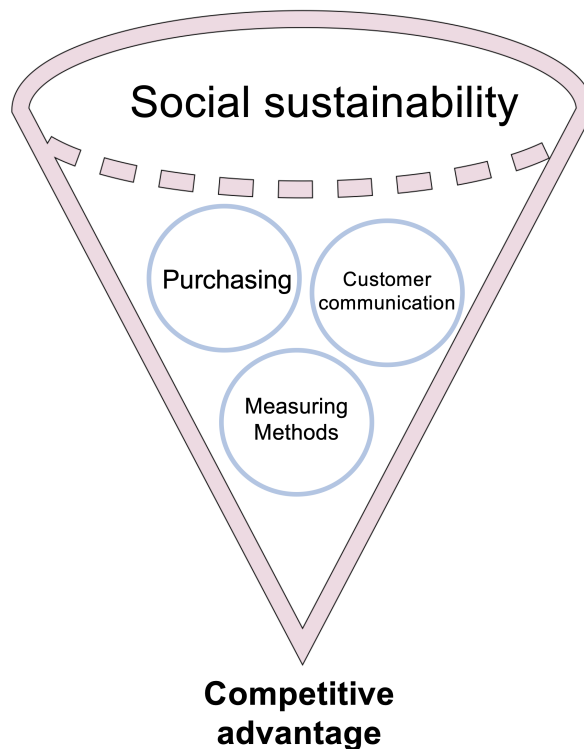 Social sustainability
Purchasing
Customer
communication
Measuring
Methods
Competitive
advantage